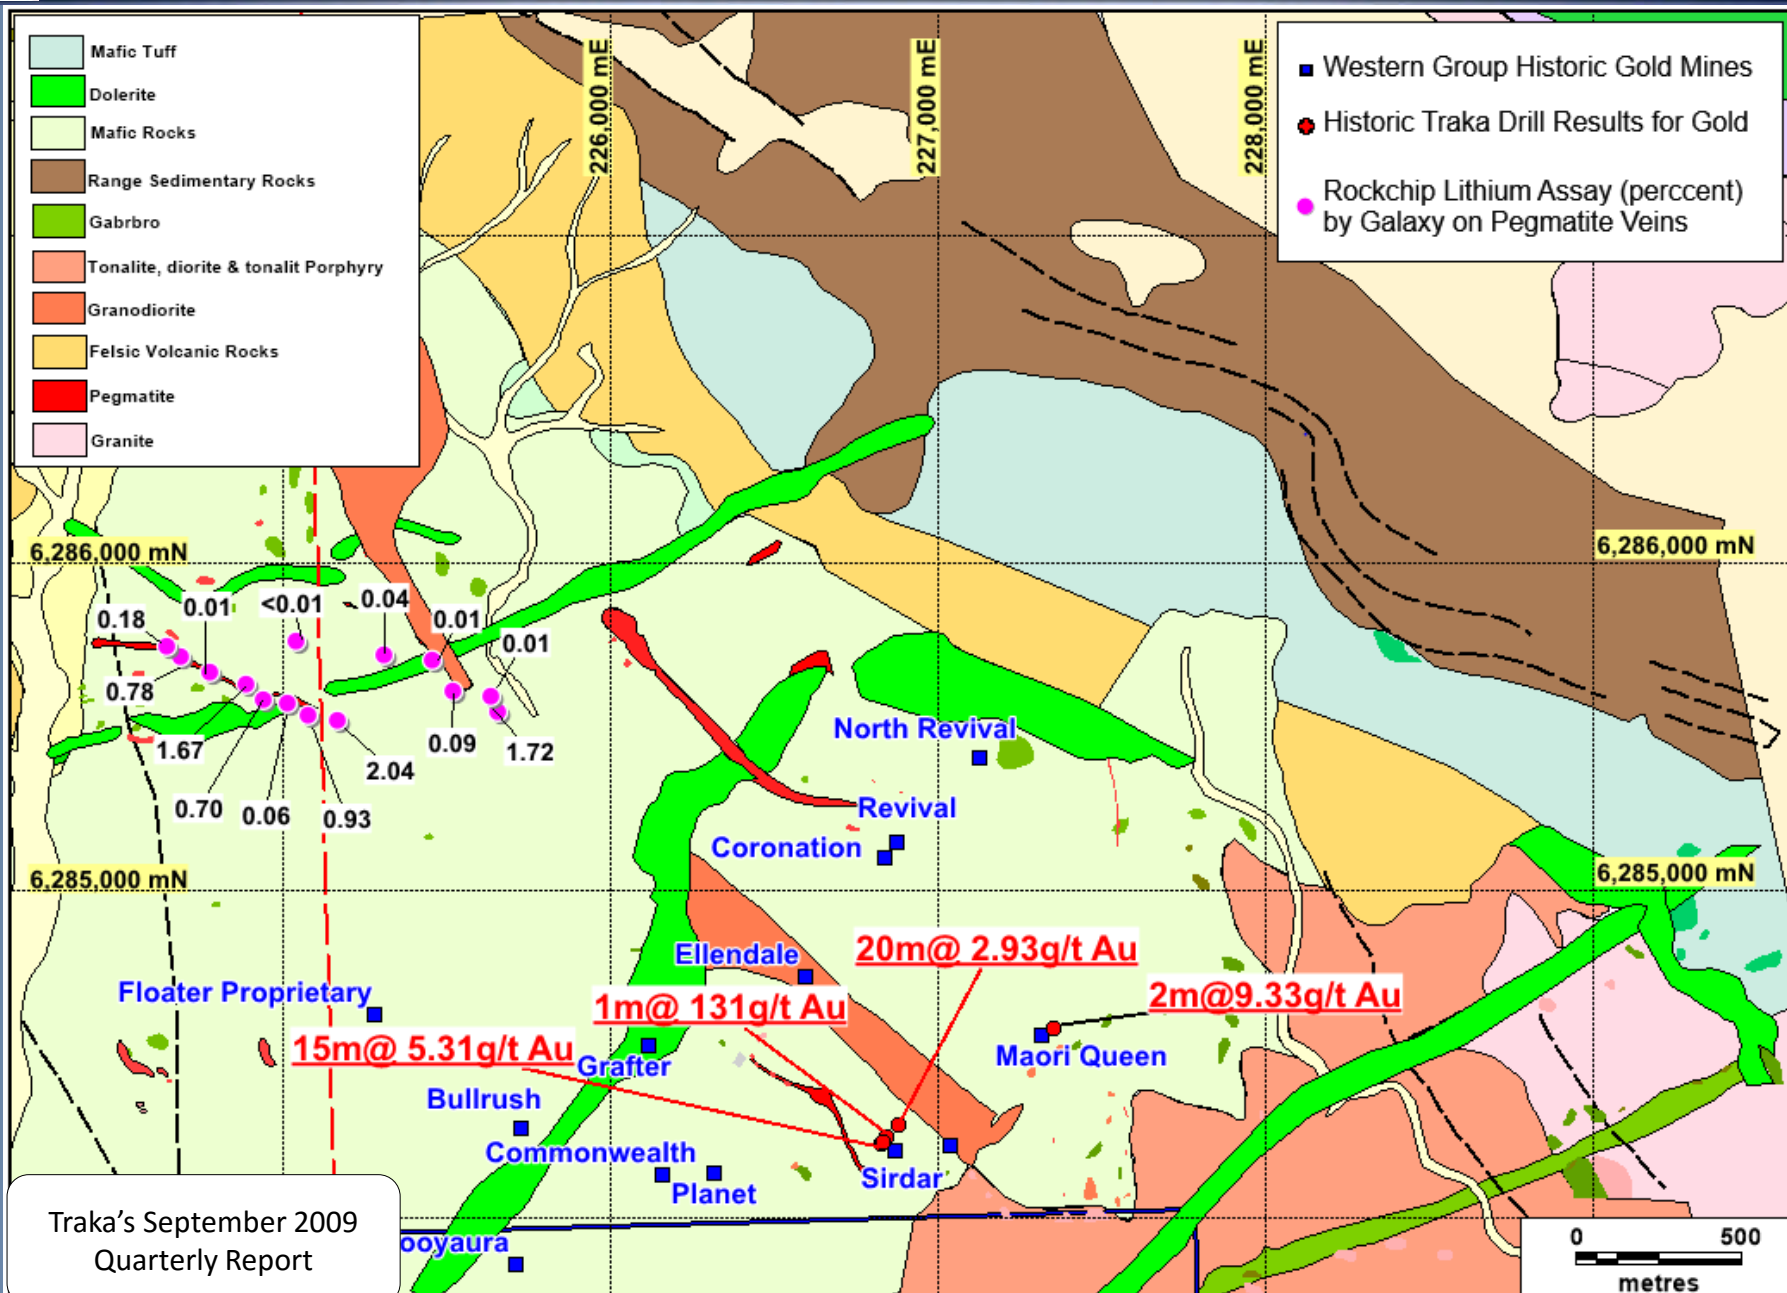 Mafic Tuff
Dolerite
Mafic Rocks
Range Sedimentary Rocks
Gabrbro
Tonalite, diorite & tonalit Porphyry
Granodiorite
Felsic Volcanic Rocks
Pegmatite
Granite
226,000 mE
227,000 mE
228,000 mE
Western Group Historic Gold Mines
Historic Traka Drill Results for Gold
Rockchip Lithium Assay (perccent)
by Galaxy on Pegmatite Veins
6,286,000 mN
6,286,000 mN
0.18
0.01
<0.01
0.04
0.01
0.01
0.78
1.67
0.70
0.06
0.93
2.04
0.09
1.72
North Revival
Revival
Coronation
6,285,000 mN
6,285,000 mN
Ellendale
20m@ 2.93g/t Au
Floater Proprietary
1m@ 131g/t Au
2m@9.33g/t Au
15m@ 5.31g/t Au
Grafter
Maori Queen
Bullrush
Commonwealth
Sirdar
Planet
ooyaura
Traka's September 2009
Quarterly Report
0 500
metres